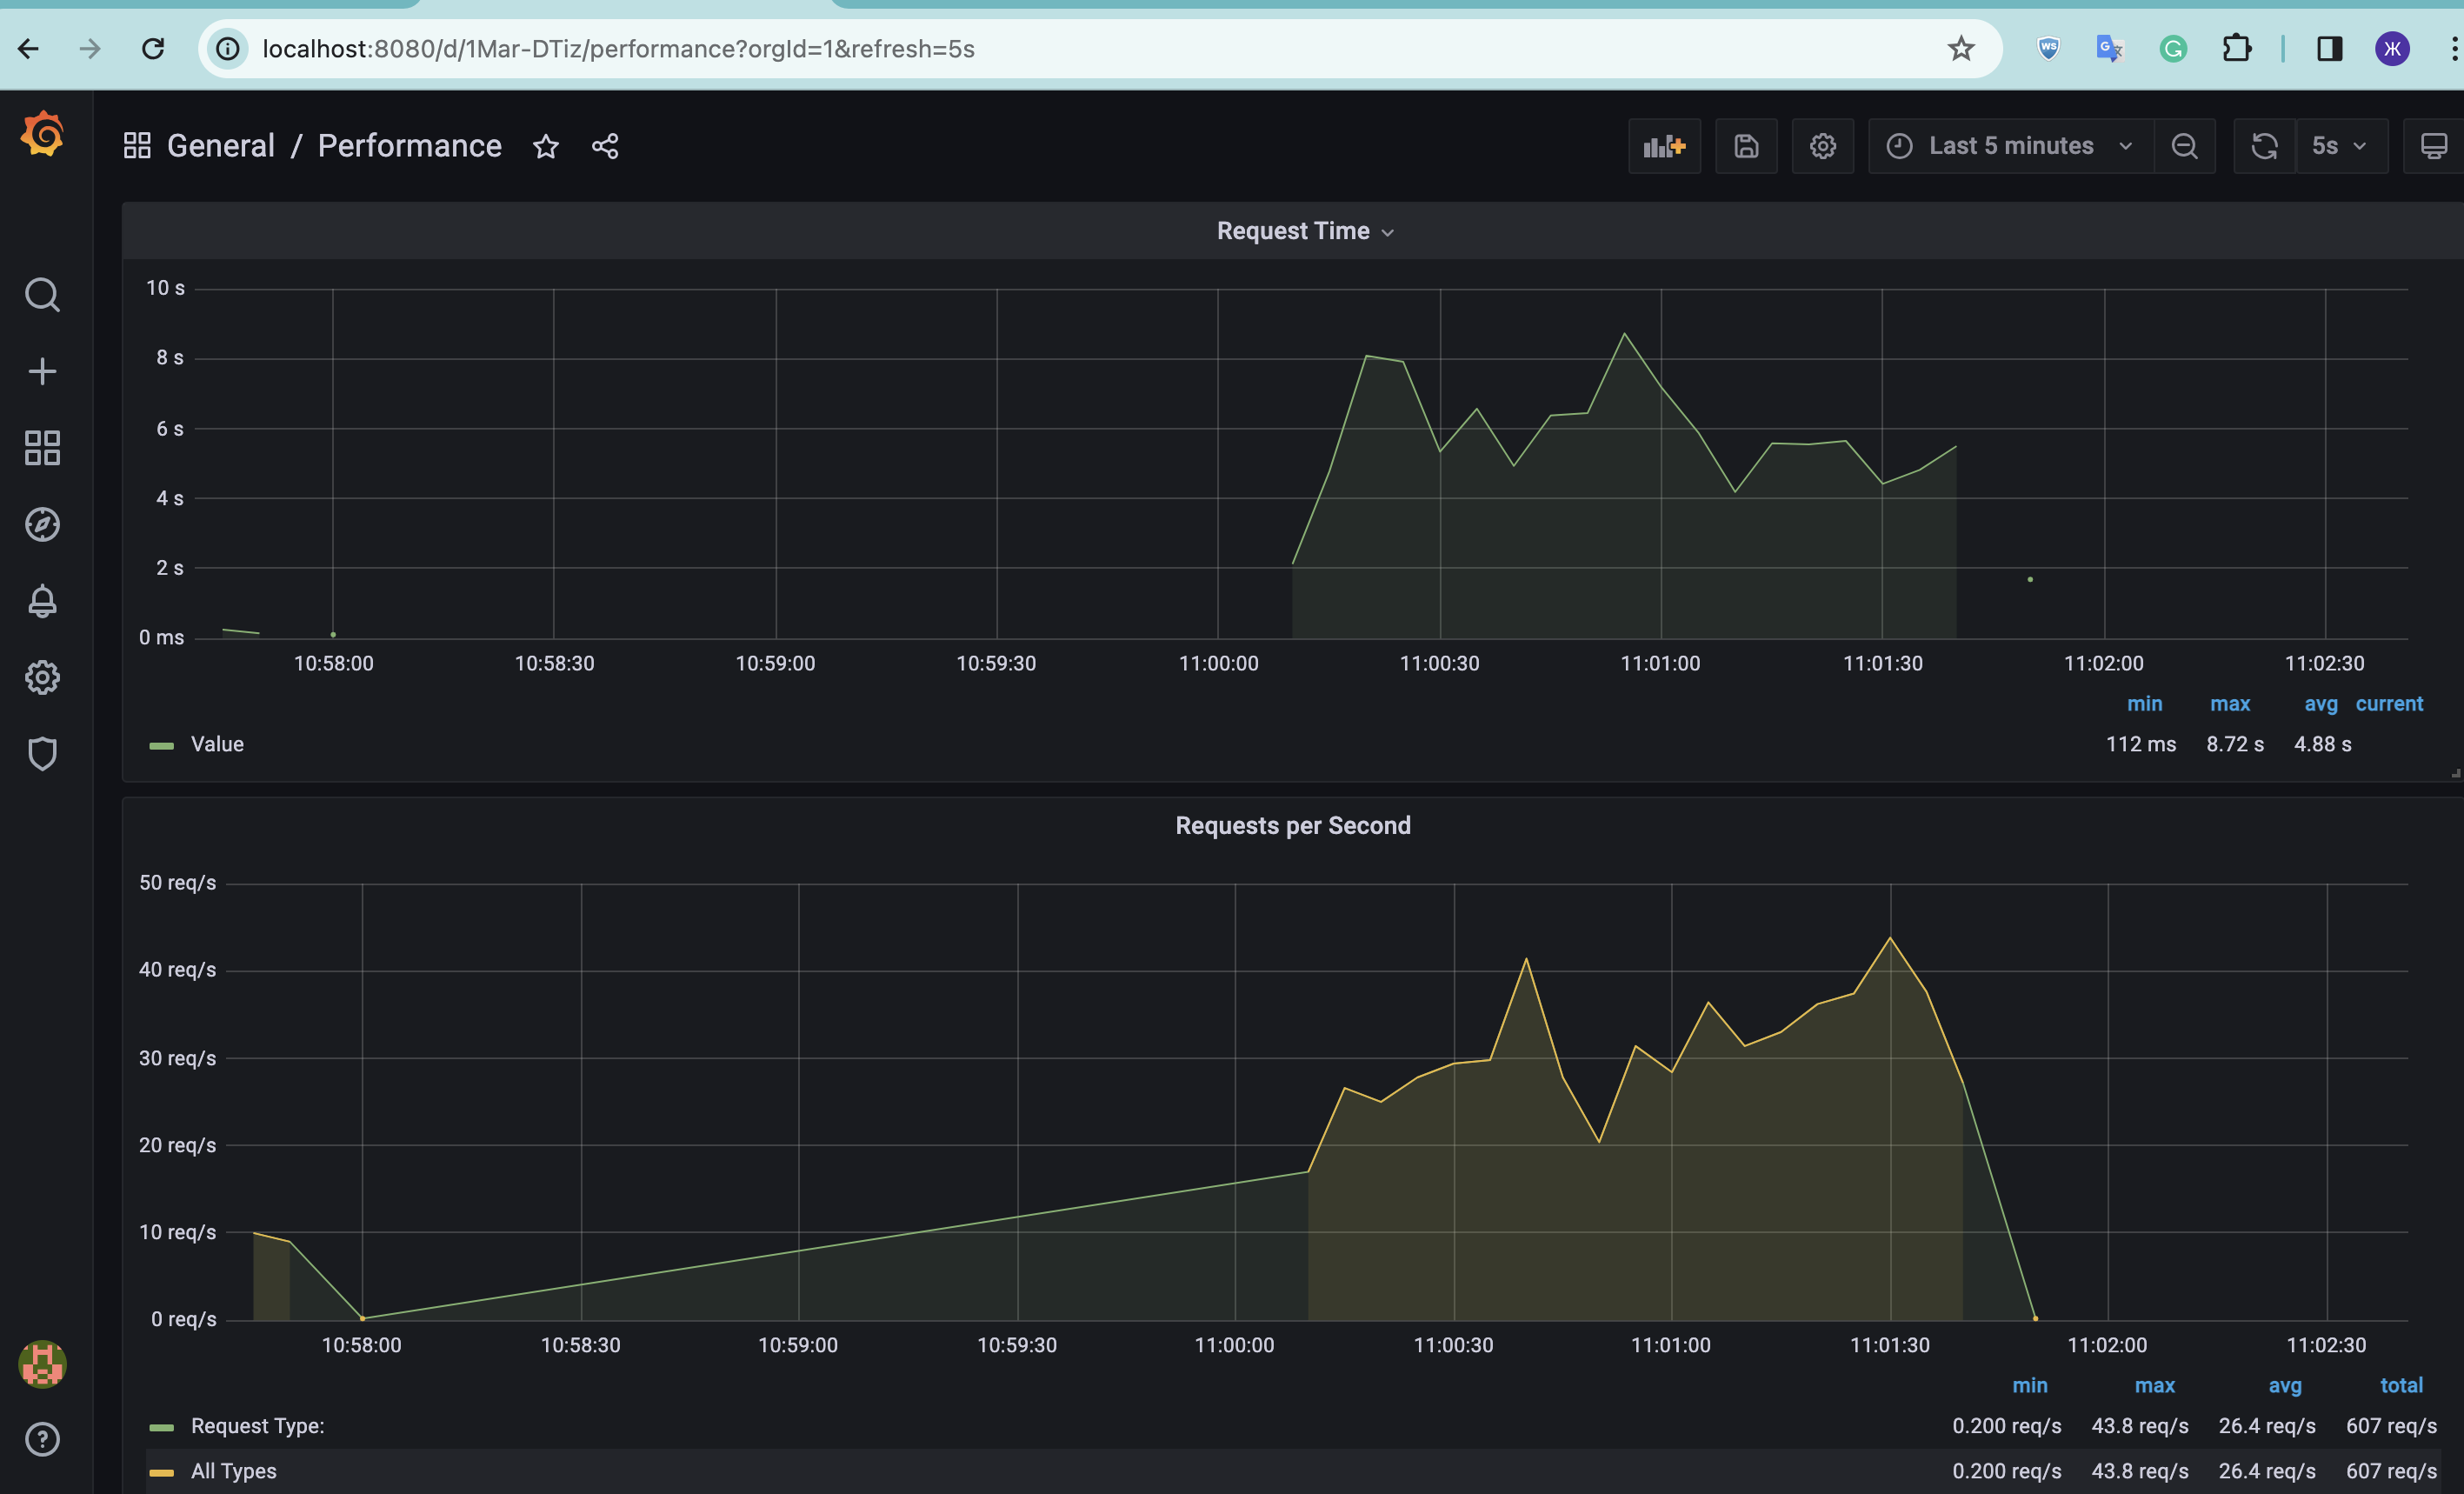 localhost:8080/d/1Mar-DTiz/performance?orgId=1&refresh=5s
WS
G
G
Ж
General / Performance
Last 5 minutes
5s
Request Time
10 s
8 s
6 s
4 s
2 s
0 ms
10:58:00 10:58:30 10:59:00 10:59:30 11:00:00 11:00:30 11:01:00 11:01:30 11:02:00 11:02:30
min max avg current
Value 112 ms 8.72 s 4.88 s
Requests per Second
50 req/s
40 req/s
30 req/s
20 req/s
10 req/s
0 req/s
10:58:00 10:58:30 10:59:00 10:59:30 11:00:00 11:00:30 11:01:00 11:01:30 11:02:00 11:02:30
min max avg total
Request Type: 0.200 req/s 43.8 req/s 26.4 req/s 607 req/s
All Types 0.200 req/s 43.8 req/s 26.4 req/s 607 req/s